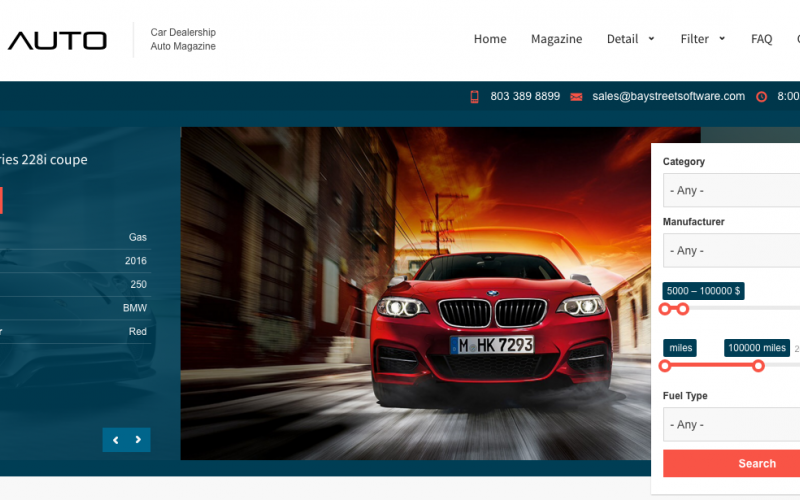 AUTO
Car Dealership
Auto Magazine
Home Magazine Detail Filter FAQ
803 389 8899 sales@baystreetsoftware.com 8:00
ries 228i coupe
Gas
2016
250
BMW
r Red
M HK 7293
Category
- Any -
Manufacturer
- Any -
5000 – 100000 $
miles 100000 miles 2
Fuel Type
- Any -
Search